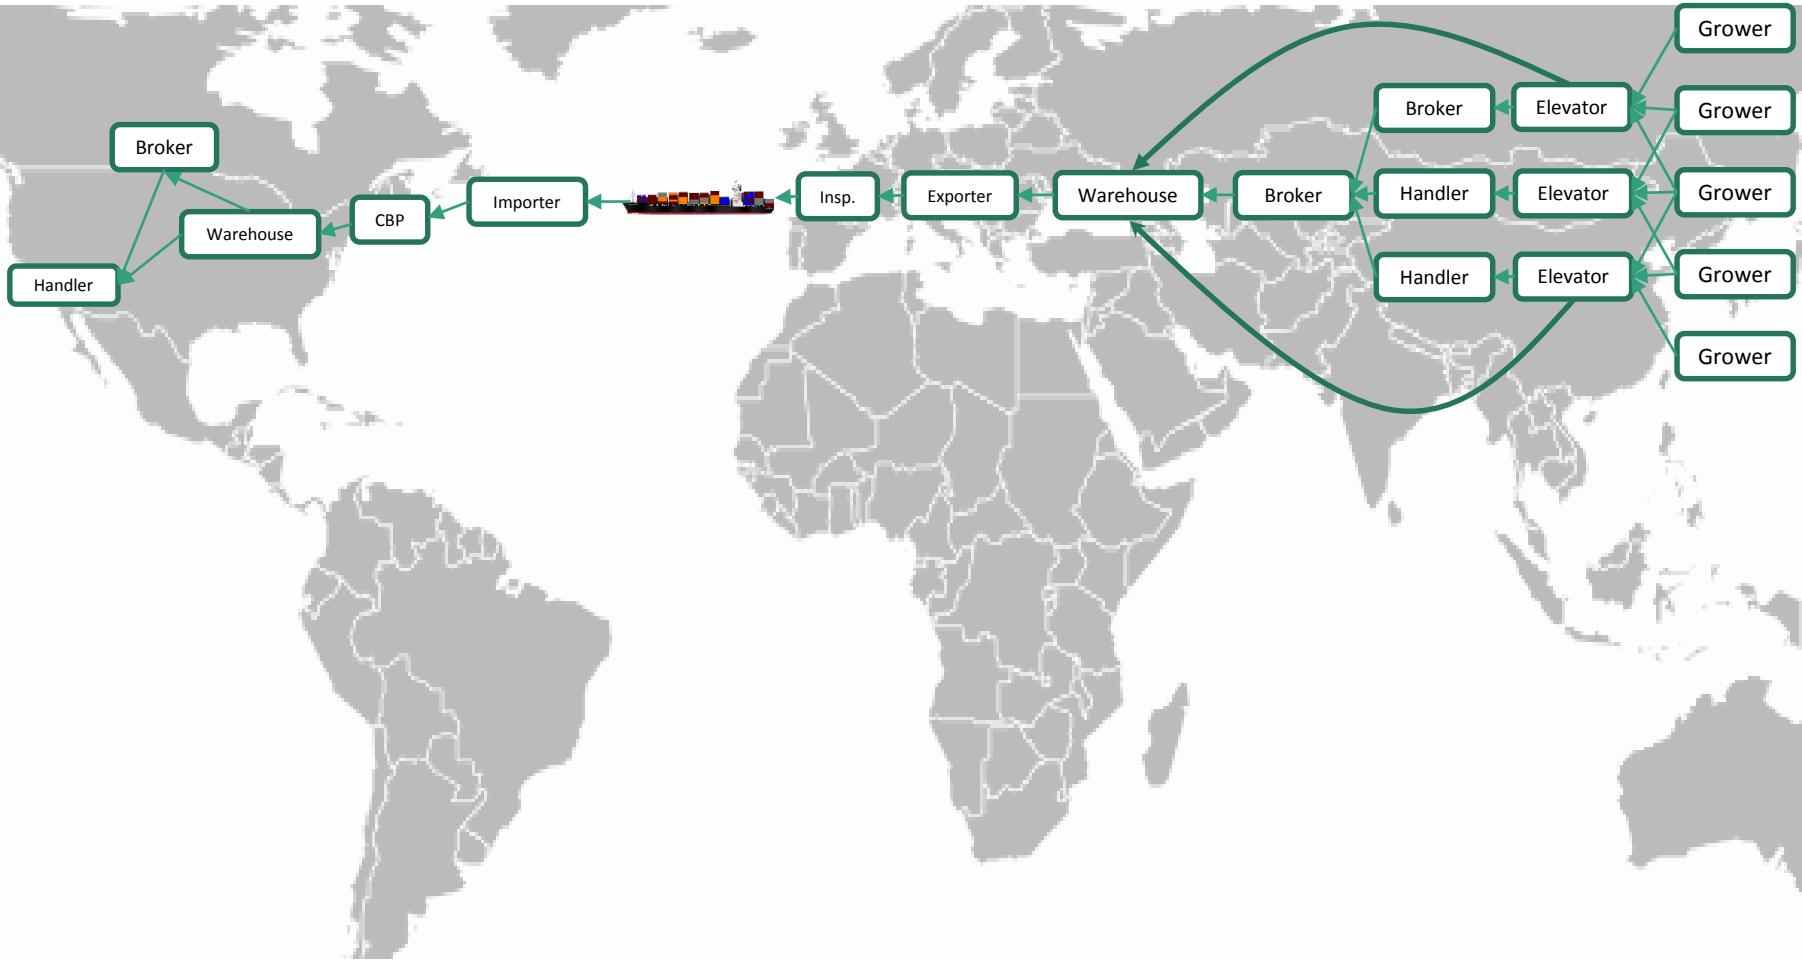 Grower
Broker
Elevator
Grower
Broker
Handler
Warehouse
CBP
Importer
Insp.
Exporter
Warehouse
Broker
Handler
Elevator
Grower
Warehouse
Handler
Elevator
Grower
Grower